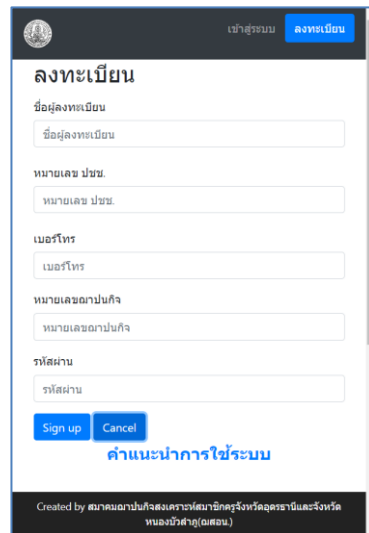 เข้าสู่ระบบ ลงทะเบียน
ลงทะเบียน
ชื่อผู้ลงทะเบียน
ชื่อผู้ลงทะเบียน
หมายเลข ปชช.
หมายเลข ปชช.
เบอร์โทร
เบอร์โทร
หมายเลขฌาปนกิจ
หมายเลขฌาปนกิจ
รหัสผ่าน
รหัสผ่าน
Sign up Cancel
คำแนะนำการใช้ระบบ
Created by สมาคมฌาปนกิจสงเคราะห์สมาชิกครูจังหวัดอุดรธานีและจังหวัด
หนองบัวลำภู(ฌสอน.)